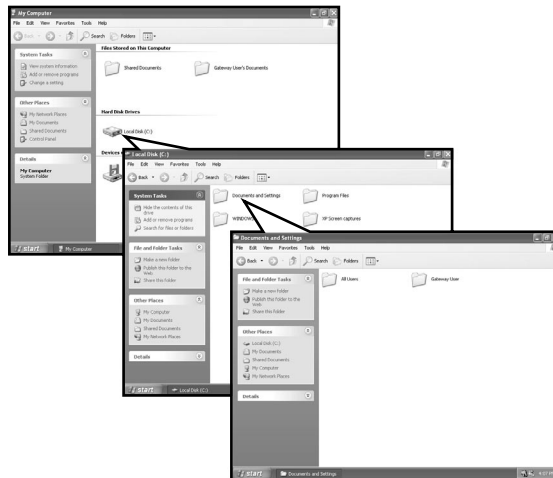 My Computer
File Edit View Favorites Tools Help
Back Search Folders
System Tasks
View system information
Add or remove programs
Change a setting
Other Places
My Network Places
My Documents
Shared Documents
Control Panel
Details
My Computer
System Folder
Files Stored on This Computer
Shared Documents
Gateway User's Documents
Hard Disk Drives
Local Disk (C:)
Devices
start
My Computer
Local Disk (C:)
File Edit View Favorites Tools Help
Back Search Folders
System Tasks
Hide the contents of this
drive
Add or remove programs
Search for files or folders
File and Folder Tasks
Make a new folder
Publish this folder to the
Web
Share this folder
Other Places
My Computer
My Documents
Shared Documents
My Network Places
Details
Documents and Settings
Program Files
WINDOWS
XP Screen captures
start
Local Disk (C:)
Documents and Settings
File Edit View Favorites Tools Help
Back Search Folders
File and Folder Tasks
Make a new folder
Publish this folder to the
Web
Share this folder
Other Places
Local Disk (C:)
My Documents
Shared Documents
My Computer
My Network Places
Details
All Users
Gateway User
start
Documents and Settings